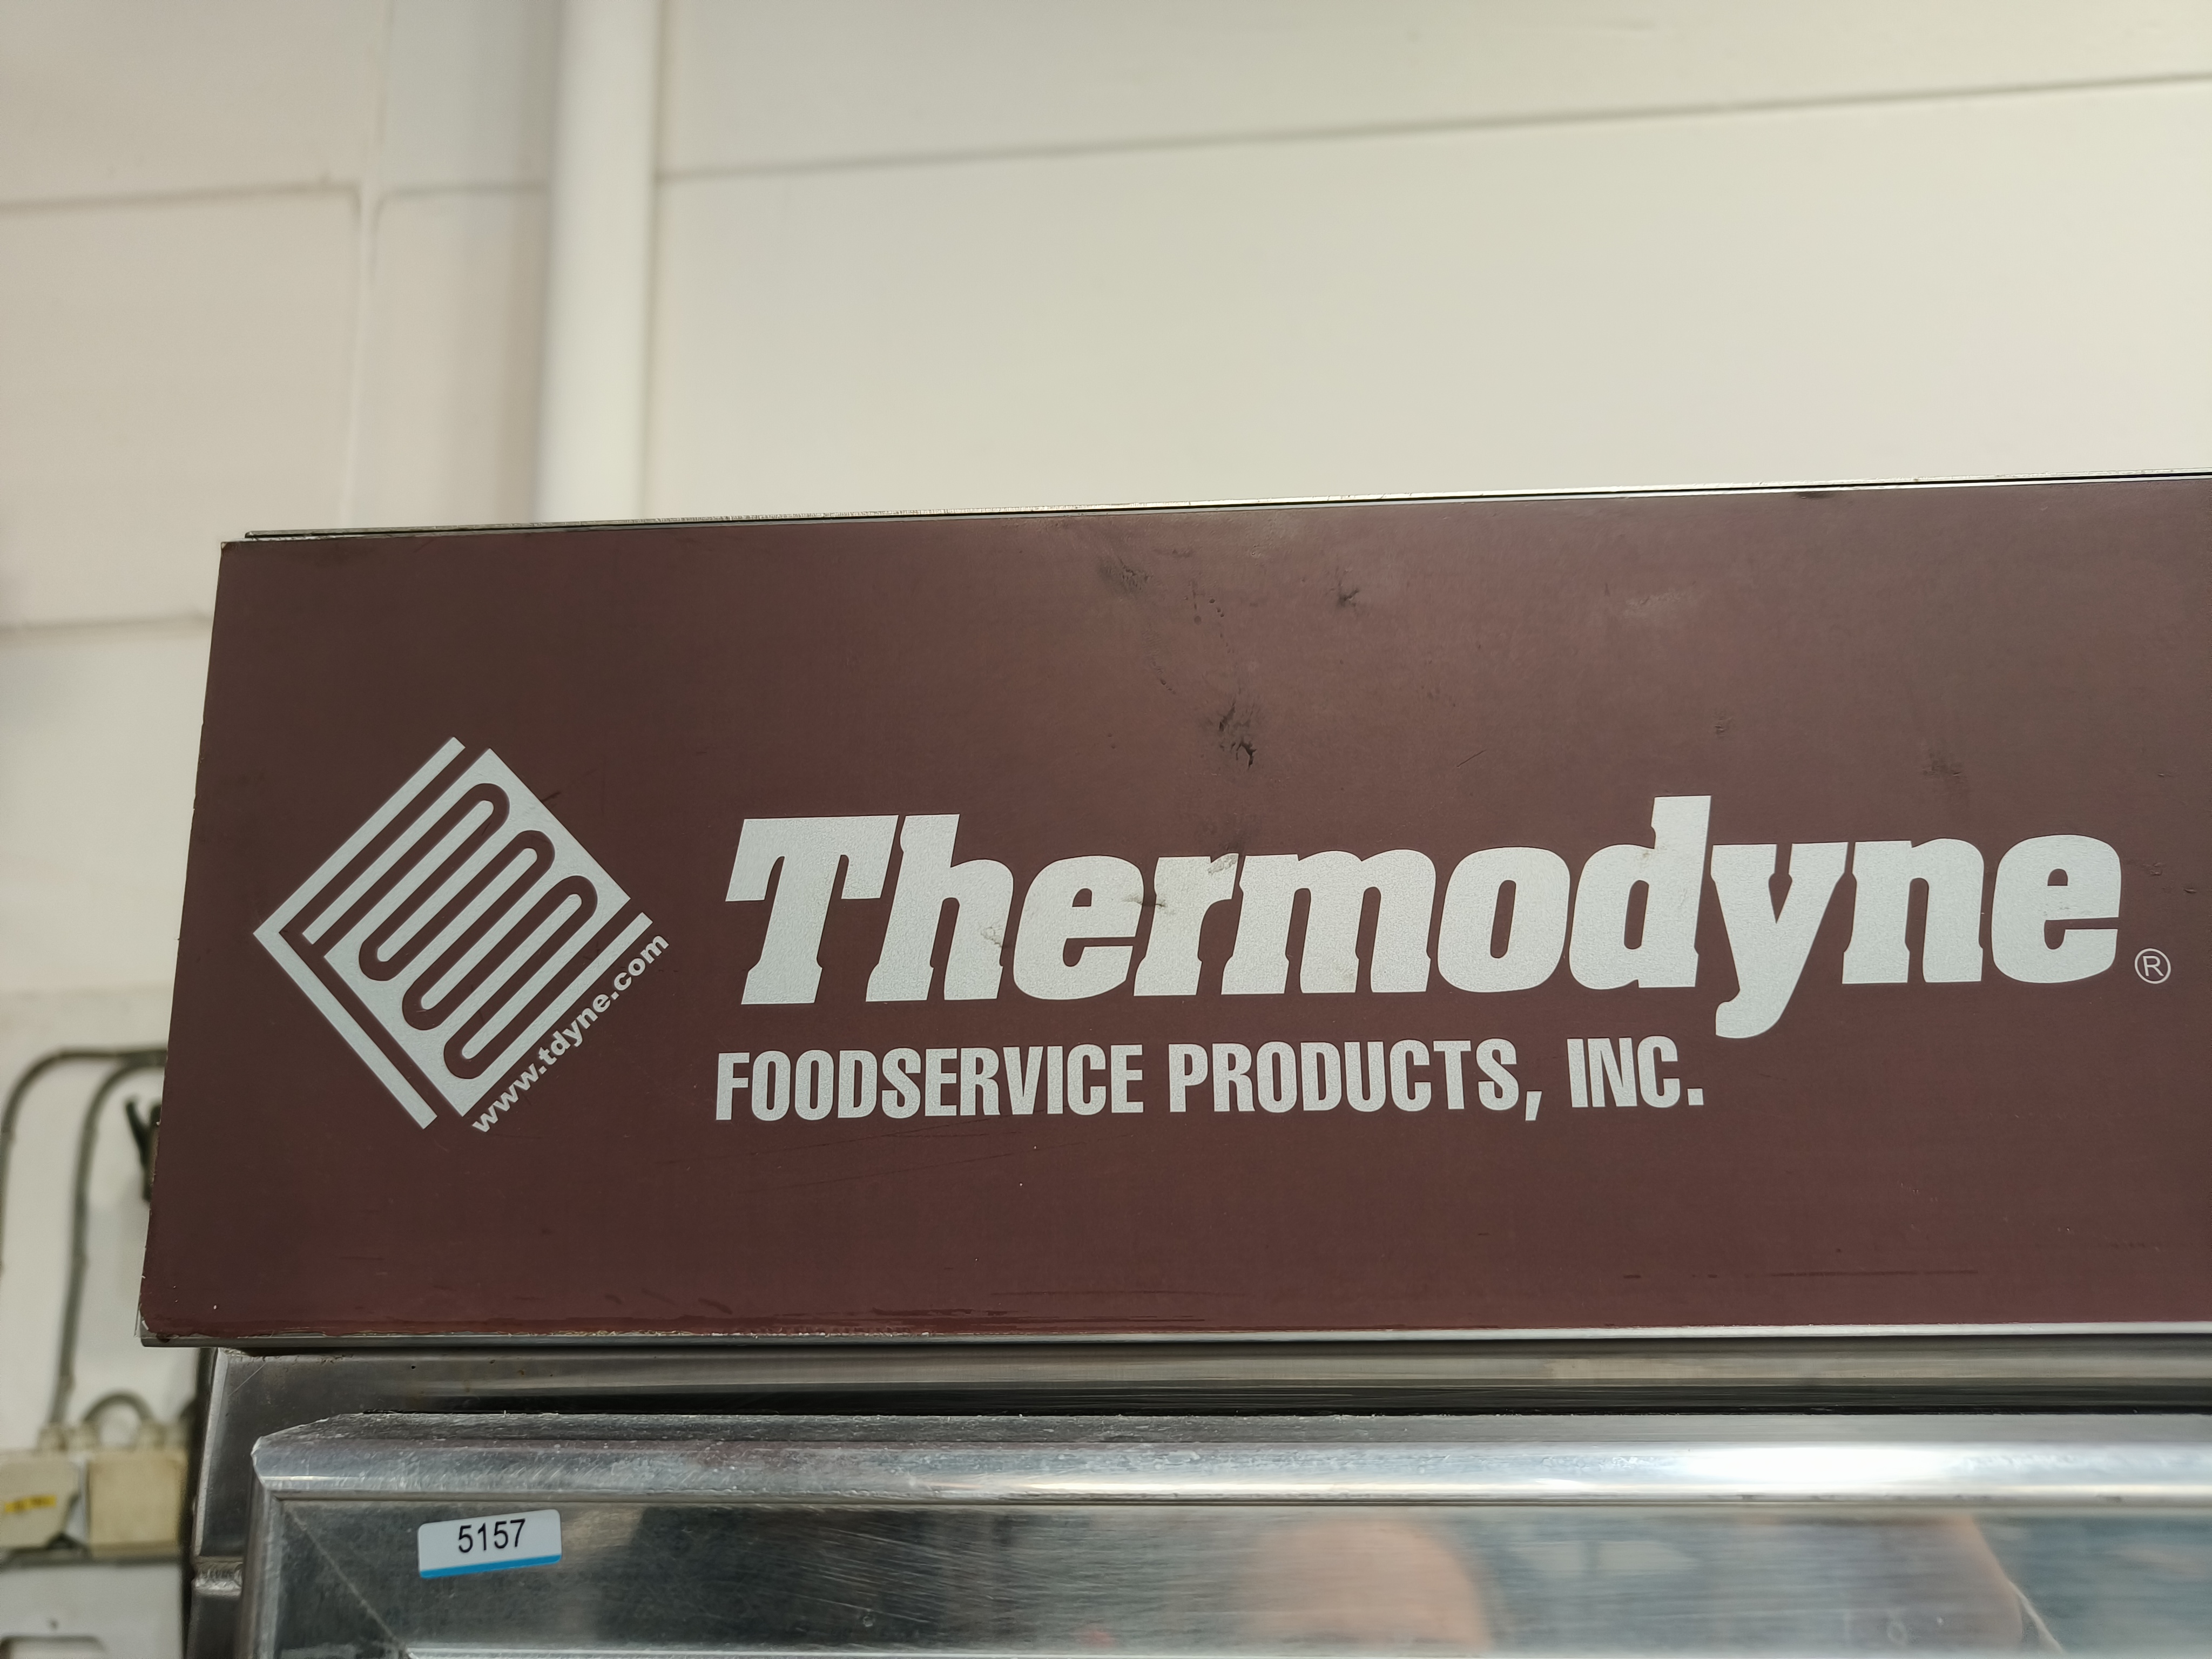 www.tdyne.com
Thermodyne®
FOODSERVICE PRODUCTS, INC.
5157